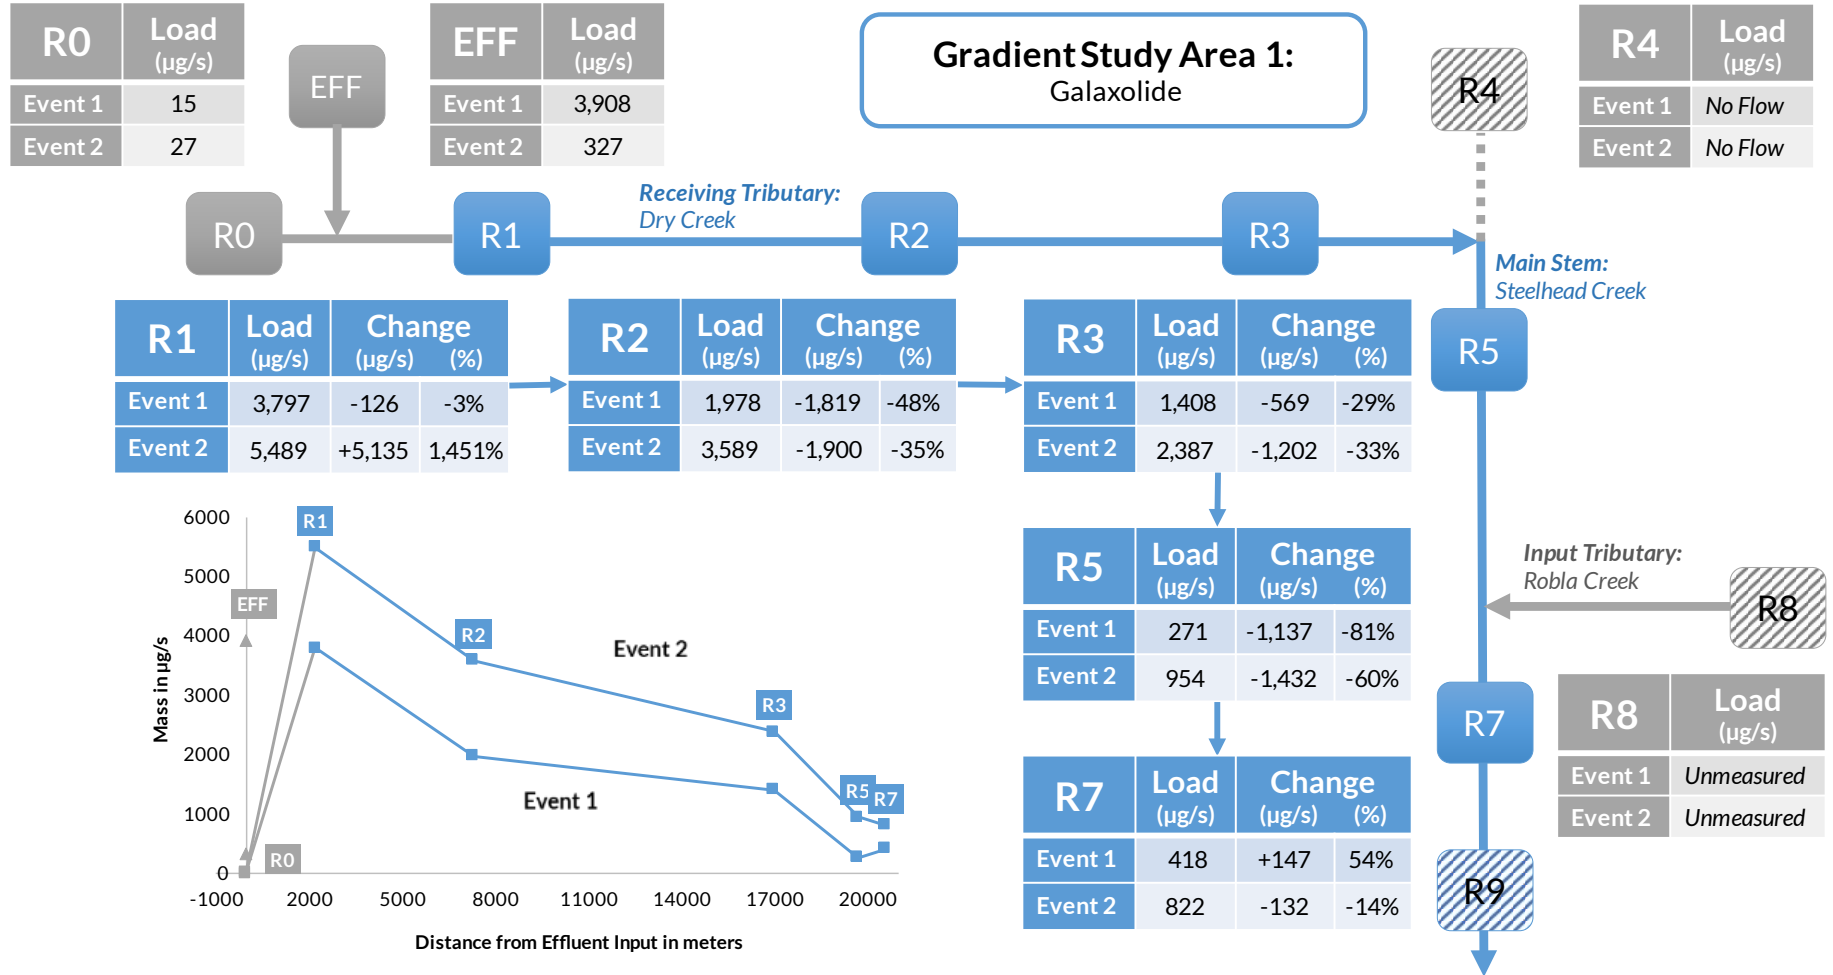 R0 Load (µg/s)
Event 1 15
Event 2 27
EFF
EFF Load (µg/s)
Event 1 3,908
Event 2 327
Gradient Study Area 1:
Galaxolide
R4
R4 Load (µg/s)
Event 1 No Flow
Event 2 No Flow
R0
R1
Receiving Tributary:
Dry Creek
R2
R3
Main Stem:
Steelhead Creek
R5
R1 Load (µg/s) Change (µg/s) (%)
Event 1 3,797 -126 -3%
Event 2 5,489 +5,135 1,451%
R2 Load (µg/s) Change (µg/s) (%)
Event 1 1,978 -1,819 -48%
Event 2 3,589 -1,900 -35%
R3 Load (µg/s) Change (µg/s) (%)
Event 1 1,408 -569 -29%
Event 2 2,387 -1,202 -33%
R5 Load (µg/s) Change (µg/s) (%)
Event 1 271 -1,137 -81%
Event 2 954 -1,432 -60%
R7 Load (µg/s) Change (µg/s) (%)
Event 1 418 +147 54%
Event 2 822 -132 -14%
Input Tributary:
Robla Creek
R8
R7
R8 Load (µg/s)
Event 1 Unmeasured
Event 2 Unmeasured
R9
Mass in µg/s
6000
5000
4000
3000
2000
1000
0
EFF
R0
R1
R2
R3
R5
R7
Event 2
Event 1
-1000 2000 5000 8000 11000 14000 17000 20000
Distance from Effluent Input in meters